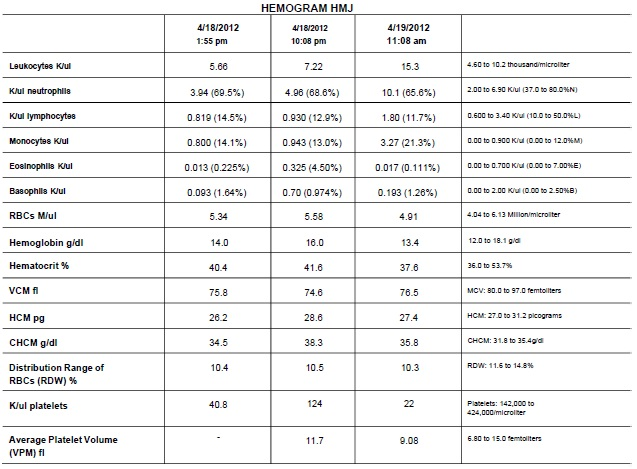 HEMOGRAM HMJ
4/18/2012 4/18/2012 4/19/2012
1:55 pm 10:08 pm 11:08 am
Leukocytes K/ul 5.66 7.22 15.3 4.60 to 10.2 thousand/microliter
K/ul neutrophils 3.94 (69.5%) 4.96 (68.6%) 10.1 (65.6%) 2.00 to 6.90 K/ul (37.0 to 80.0%N)
K/ul lymphocytes 0.819 (14.5%) 0.930 (12.9%) 1.80 (11.7%) 0.600 to 3.40 K/ul (10.0 to 50.0%L)
Monocytes K/ul 0.800 (14.1%) 0.943 (13.0%) 3.27 (21.3%) 0.00 to 0.900 K/ul (0.00 to 12.0%M)
Eosinophils K/ul 0.013 (0.225%) 0.325 (4.50%) 0.017 (0.111%) 0.00 to 0.700 K/ul (0.00 to 7.00%E)
Basophils K/ul 0.093 (1.64%) 0.70 (0.974%) 0.193 (1.26%) 0.00 to 2.00 K/ul (0.00 to 2.50%B)
RBCs M/ul 5.34 5.58 4.91 4.04 to 6.13 Million/microliter
Hemoglobin g/dl 14.0 16.0 13.4 12.0 to 18.1 g/dl
Hematocrit % 40.4 41.6 37.6 36.0 to 53.7%
VCM fl 75.8 74.6 76.5 MCV: 80.0 to 97.0 femtoliters
HCM pg 26.2 28.6 27.4 HCM: 27.0 to 31.2 picograms
CHCM g/dl 34.5 38.3 35.8 CHCM: 31.8 to 35.4g/dl
Distribution Range of
RBCs (RDW) % 10.4 10.5 10.3 RDW: 11.6 to 14.8%
K/ul platelets 40.8 124 22 Platelets: 142,000 to
424,000/microliter
Average Platelet Volume
(VPM) fl - 11.7 9.08 6.80 to 15.0 femtoliters